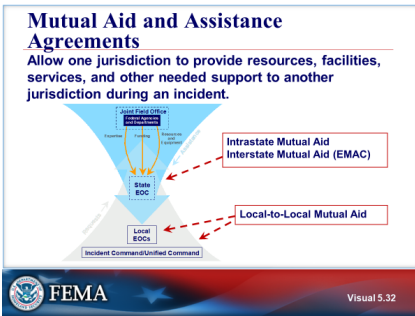 Mutual Aid and Assistance
Agreements
Allow one jurisdiction to provide resources, facilities,
services, and other needed support to another
jurisdiction during an incident.
Joint Field Office
Federal Agencies
and Departments
Expertise
Funding
Resources
and
Equipment
Intrastate Mutual Aid
Interstate Mutual Aid (EMAC)
State
EOC
Local-to-Local Mutual Aid
Local
EOCs
Incident Command/Unified Command
FEMA
Visual 5.32